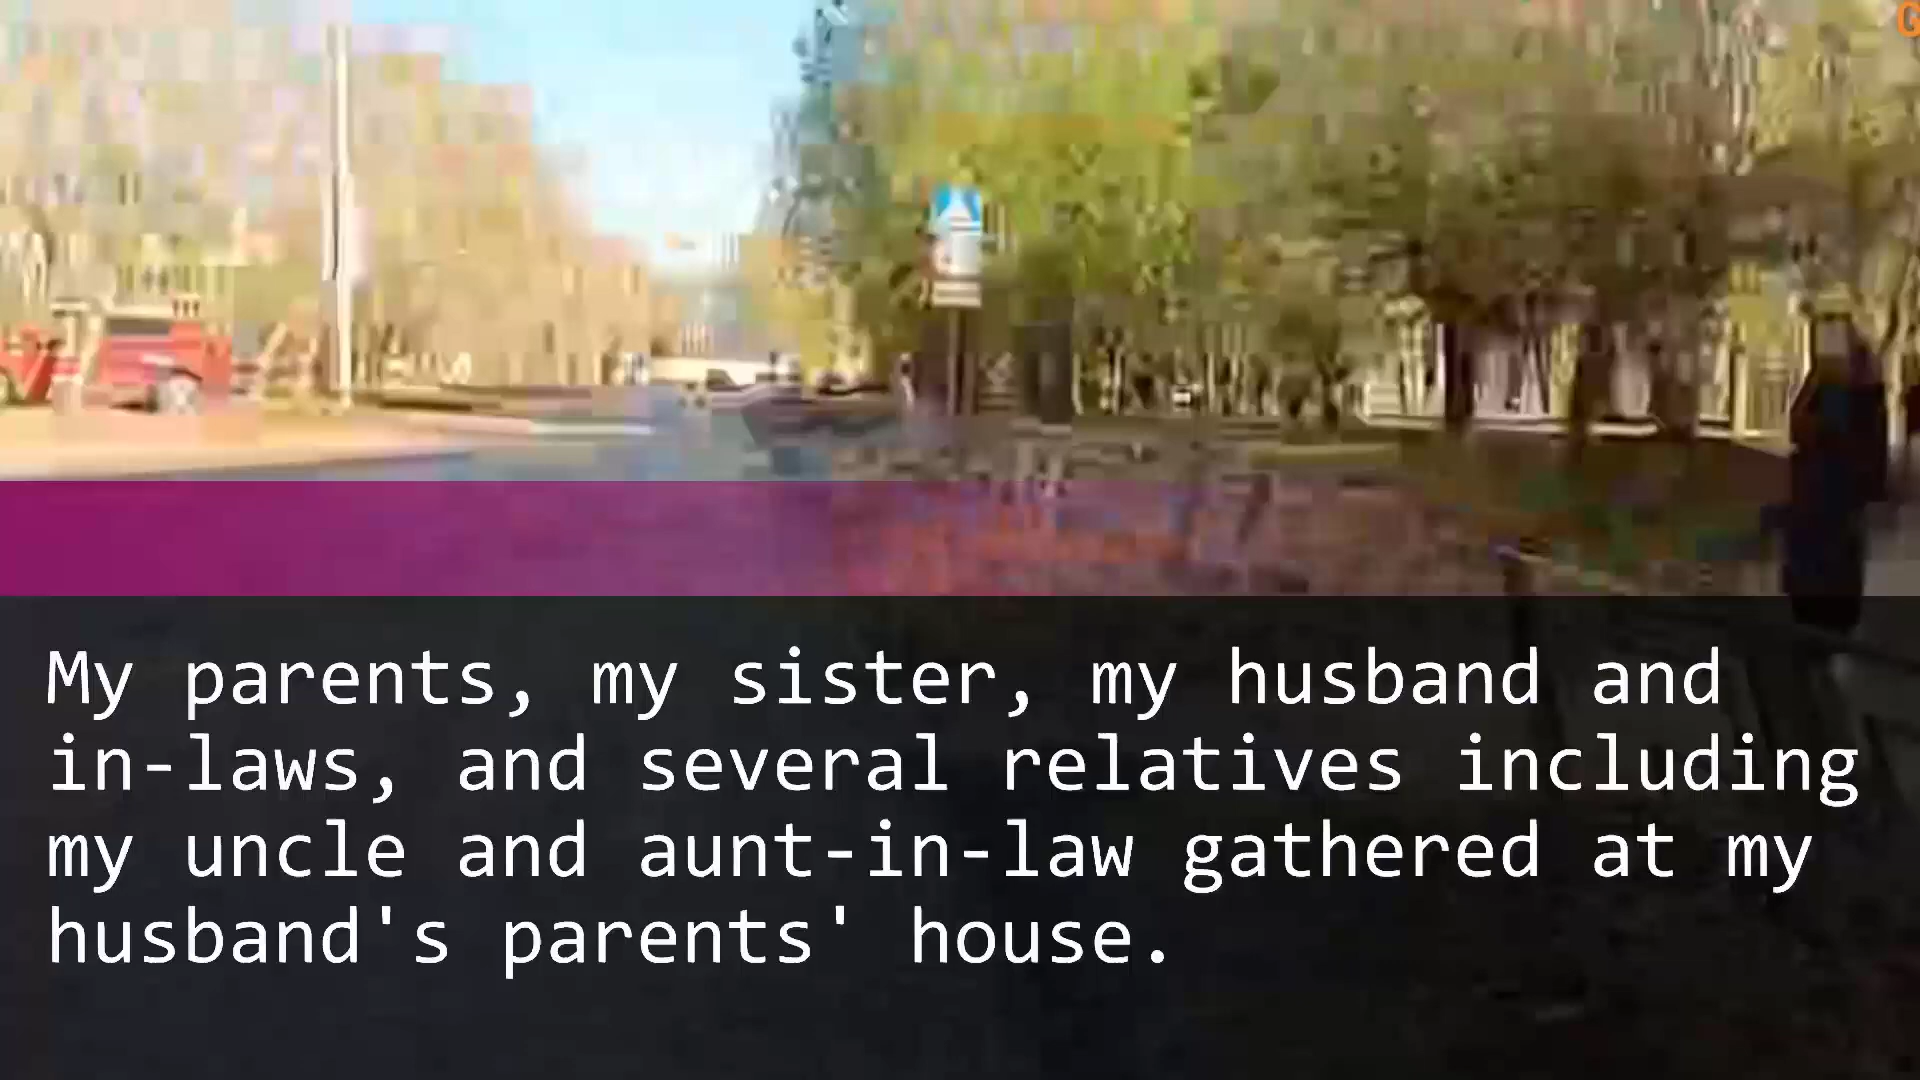 My parents, my sister, my husband and
in-laws, and several relatives including
my uncle and aunt-in-law gathered at my
husband's parents' house.